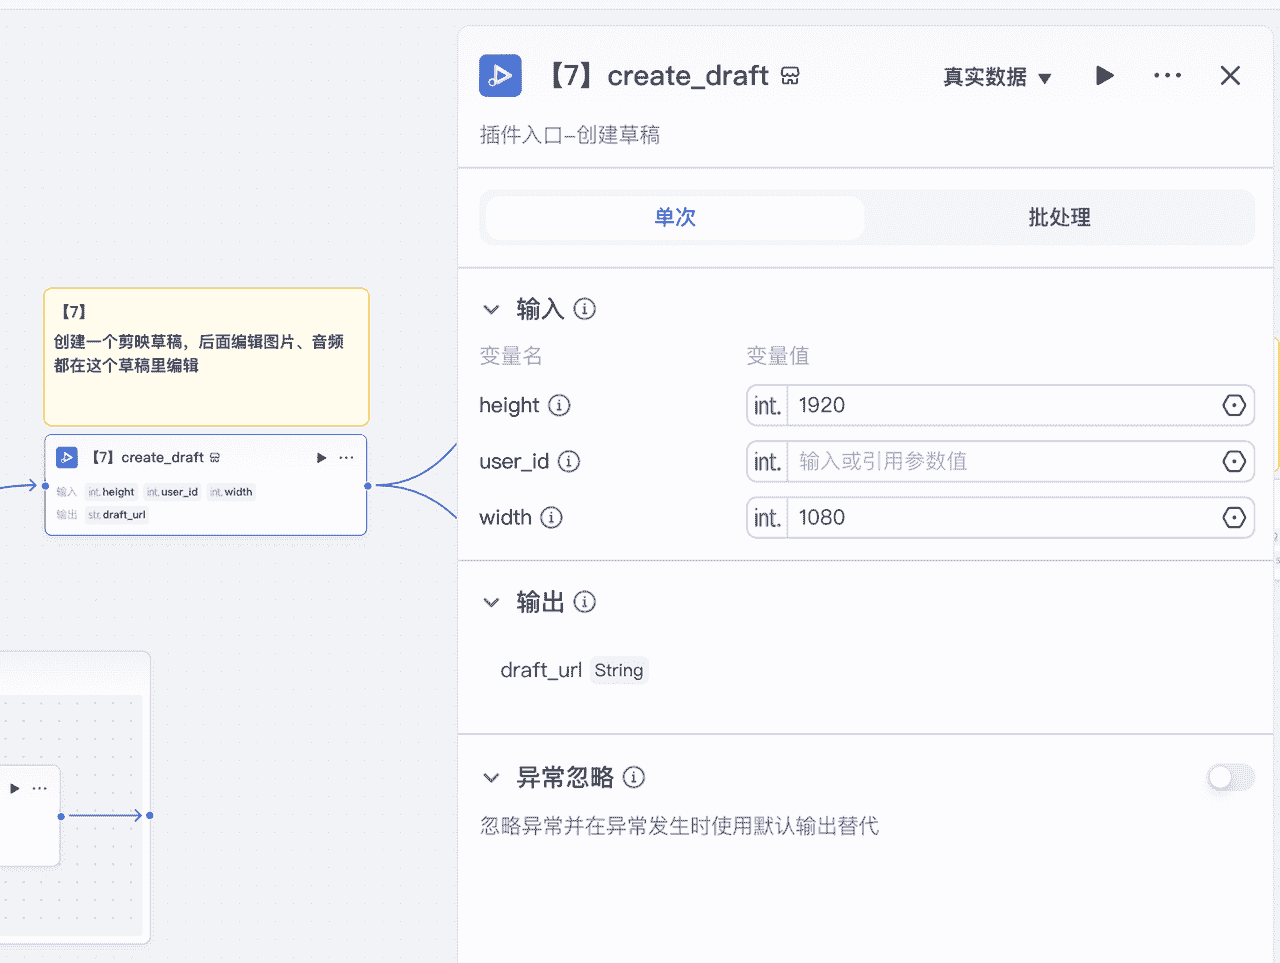 【7】create_draft
真实数据
插件入口-创建草稿
单次
批处理
输入
变量名
变量值
height
int.
1920
user_id
int.
输入或引用参数值
width
int.
1080
输出
draft_url String
异常忽略
忽略异常并在异常发生时使用默认输出替代
【7】
创建一个剪映草稿，后面编辑图片、音频
都在这个草稿里编辑
【7】create_draft
输入 int. height int. user_id int. width
输出 str. draft_url